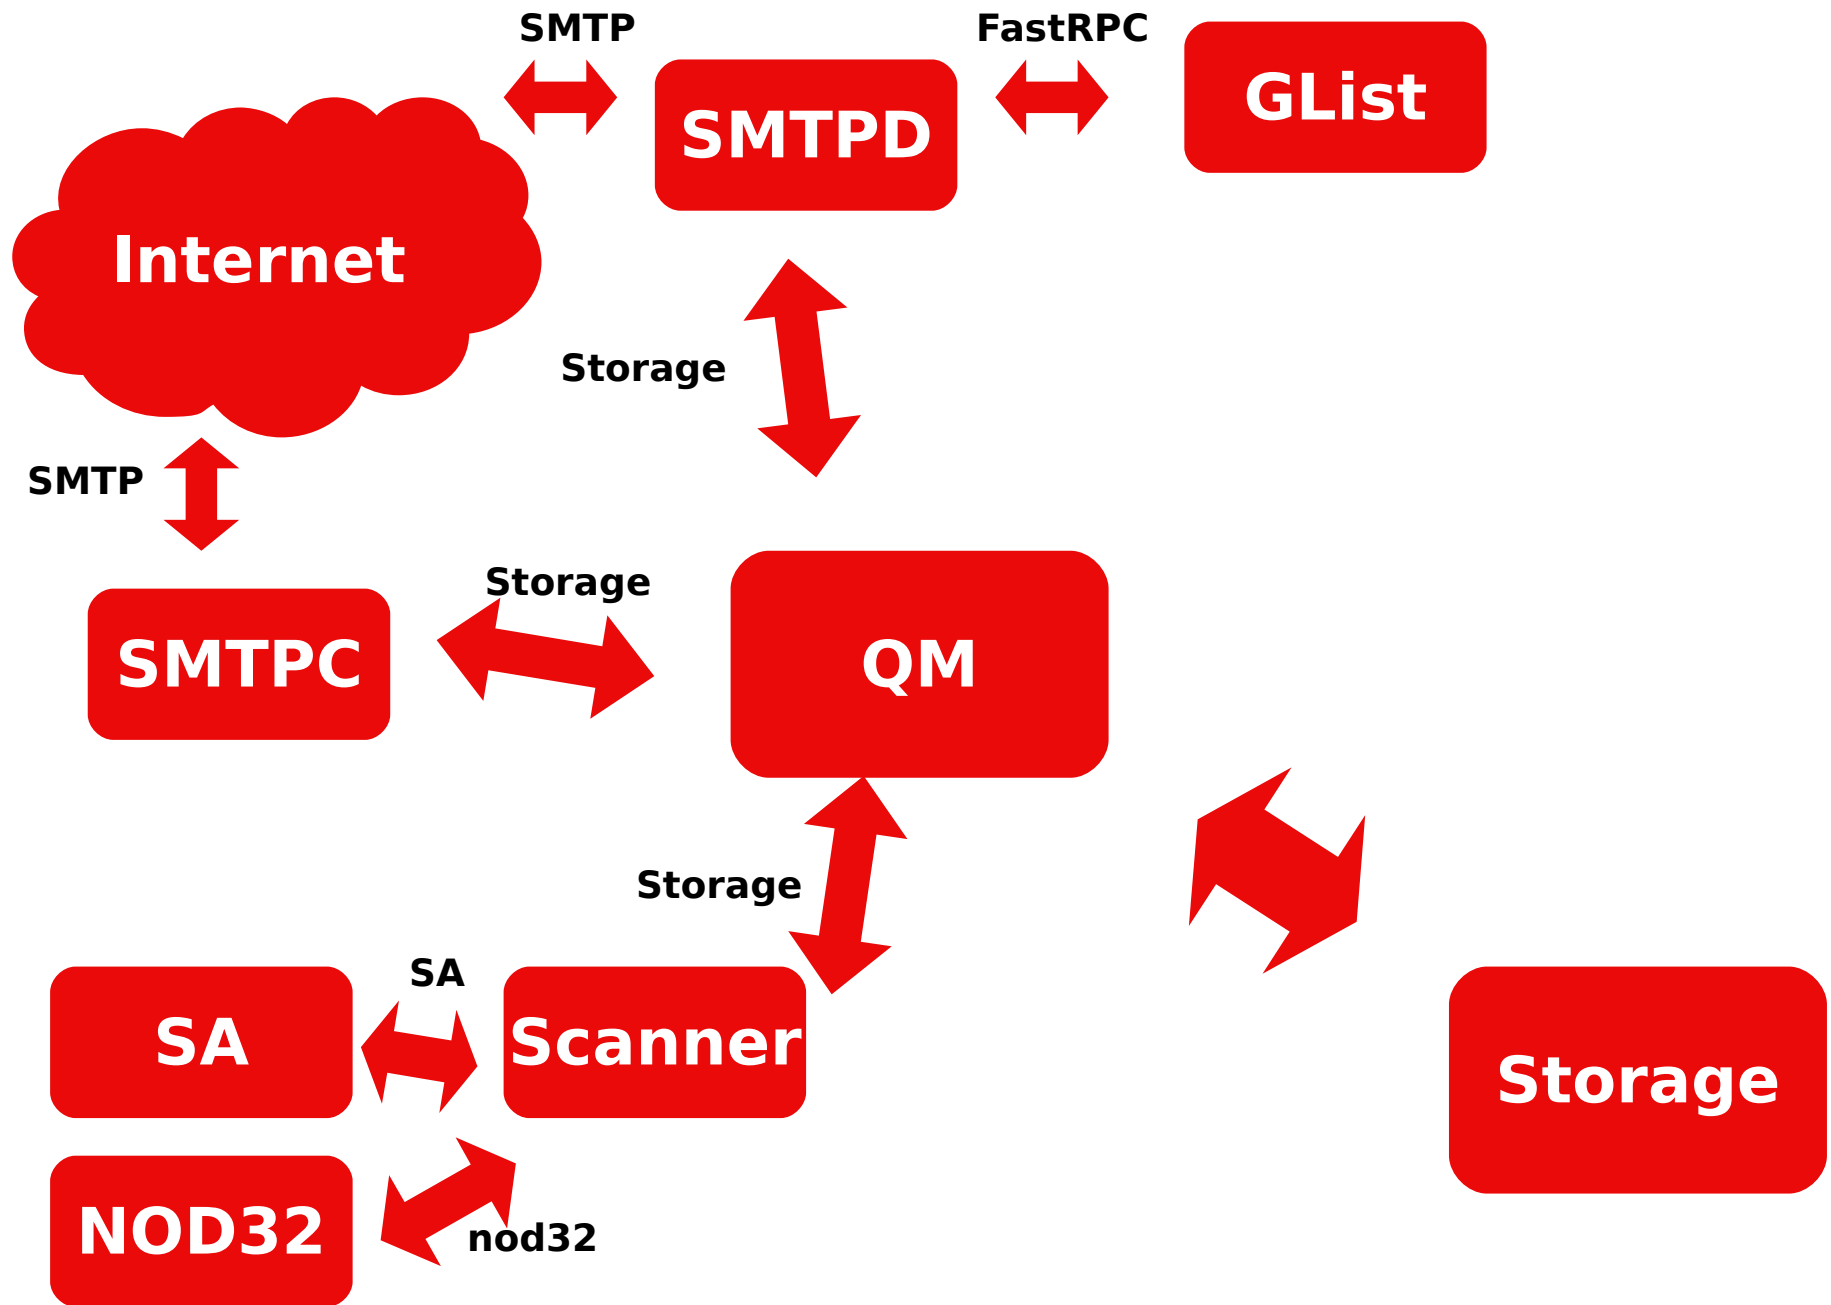 SMTP
FastRPC
GList
SMTPD
Internet
Storage
SMTP
Storage
SMTPC
QM
Storage
SA
SA
Scanner
Storage
NOD32
nod32